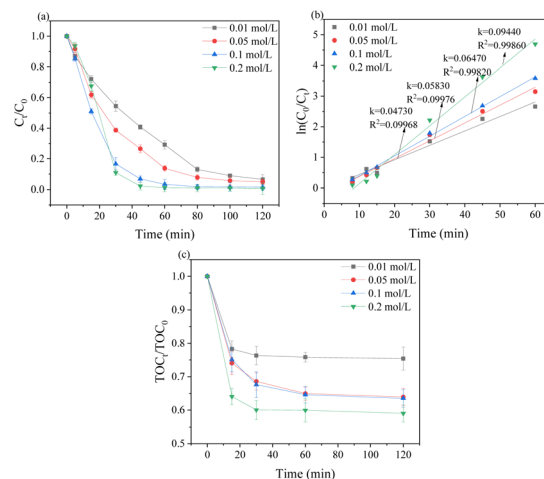 (a)
0.01 mol/L
0.05 mol/L
0.1 mol/L
0.2 mol/L
1.0
0.8
0.6
0.4
0.2
0.0
Ct/C0
0 20 40 60 80 100 120
Time (min)
(b)
0.01 mol/L
0.05 mol/L
0.1 mol/L
0.2 mol/L
k=0.09440
R²=0.99860
k=0.06470
R²=0.99820
k=0.05830
R²=0.09976
k=0.04730
R²=0.09968
5
4
3
2
1
0
ln(C0/Ct)
0 10 20 30 40 50 60
Time (min)
(c)
0.01 mol/L
0.05 mol/L
0.1 mol/L
0.2 mol/L
1.0
0.9
0.8
0.7
0.6
0.5
TOCt/TOC0
0 20 40 60 80 100 120
Time (min)